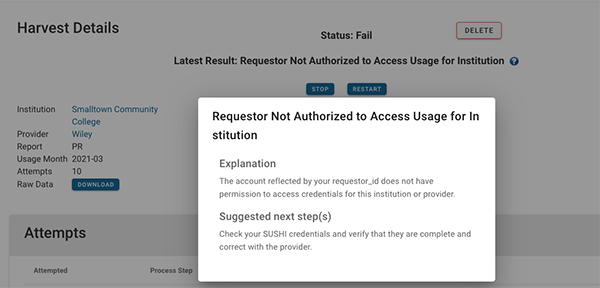 Harvest Details
Status: Fail
DELETE
Latest Result: Requestor Not Authorized to Access Usage for Institution ?
STOP RESTART
Institution Smalltown Community
College
Provider Wiley
Report PR
Usage Month 2021-03
Attempts 10
Raw Data DOWNLOAD
Requestor Not Authorized to Access Usage for In
stitution
Explanation
The account reflected by your requestor_id does not have
permission to access credentials for this institution or provider.
Suggested next step(s)
Check your SUSHI credentials and verify that they are complete and
correct with the provider.
Attempts
Attempted Process Step